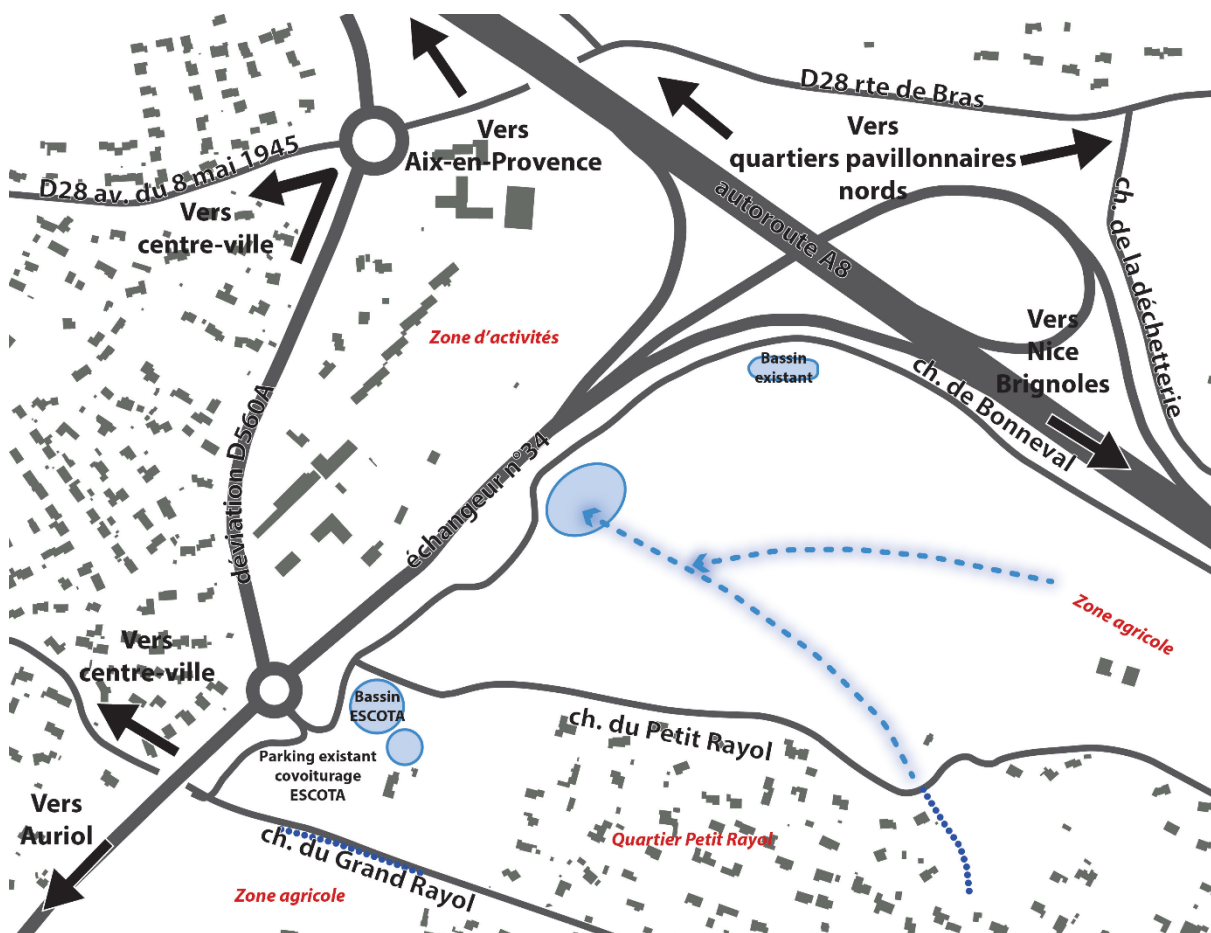 D28 rte de Bras
Vers
Aix-en-Provence
Vers
quartiers pavillonnaires
nords
D28 av. du 8 mai 1945
Vers
centre-ville
autoroute A8
ch. de la déchetterie
Zone d'activités
Vers
Nice
Brignoles
Bassin
existant
ch. de Bonneval
déviation D560A
échangeur n°34
Zone agricole
Vers
centre-ville
Bassin
ESCOTA
ch. du Petit Rayol
Parking existant
covoiturage
ESCOTA
Vers
Auriol
ch. du Grand Rayol
Quartier Petit Rayol
Zone agricole